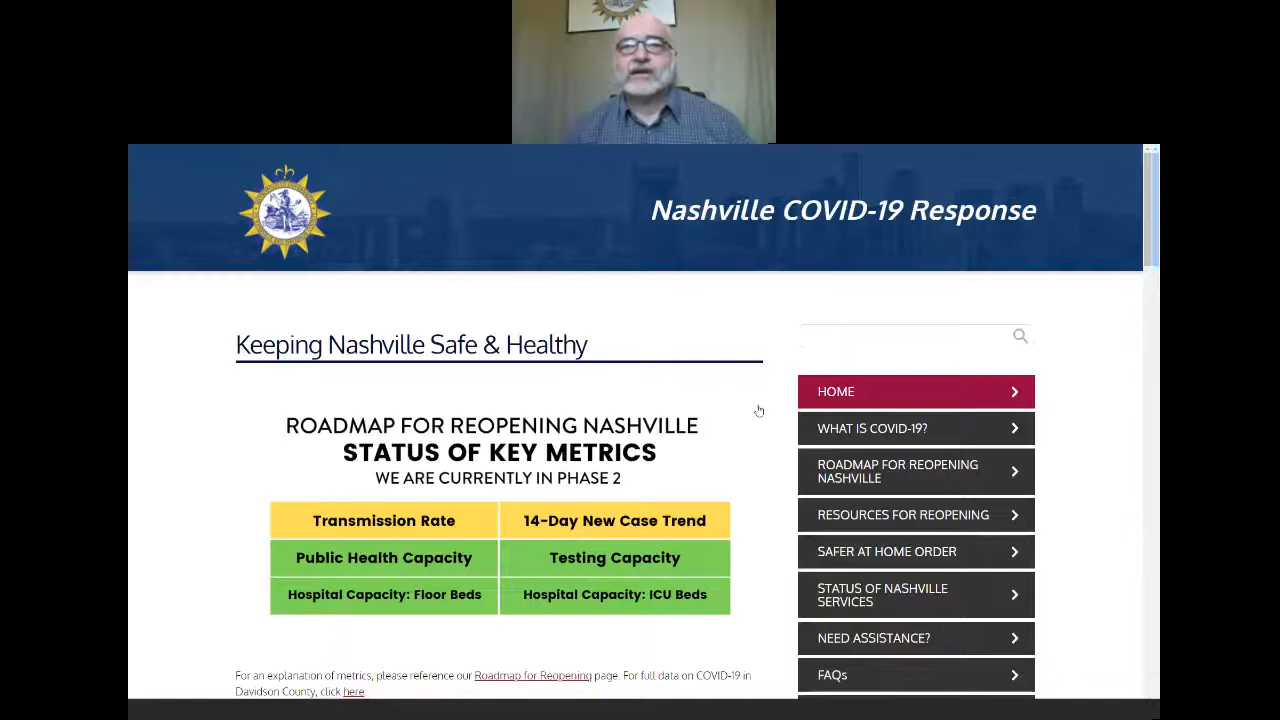 Nashville COVID-19 Response
Keeping Nashville Safe & Healthy
ROADMAP FOR REOPENING NASHVILLE
STATUS OF KEY METRICS
WE ARE CURRENTLY IN PHASE 2
Transmission Rate
14-Day New Case Trend
Public Health Capacity
Testing Capacity
Hospital Capacity: Floor Beds
Hospital Capacity: ICU Beds
For an explanation of metrics, please reference our Roadmap for Reopening page. For full data on COVID-19 in
Davidson County, click here
HOME
WHAT IS COVID-19?
ROADMAP FOR REOPENING
NASHVILLE
RESOURCES FOR REOPENING
SAFER AT HOME ORDER
STATUS OF NASHVILLE
SERVICES
NEED ASSISTANCE?
FAQs